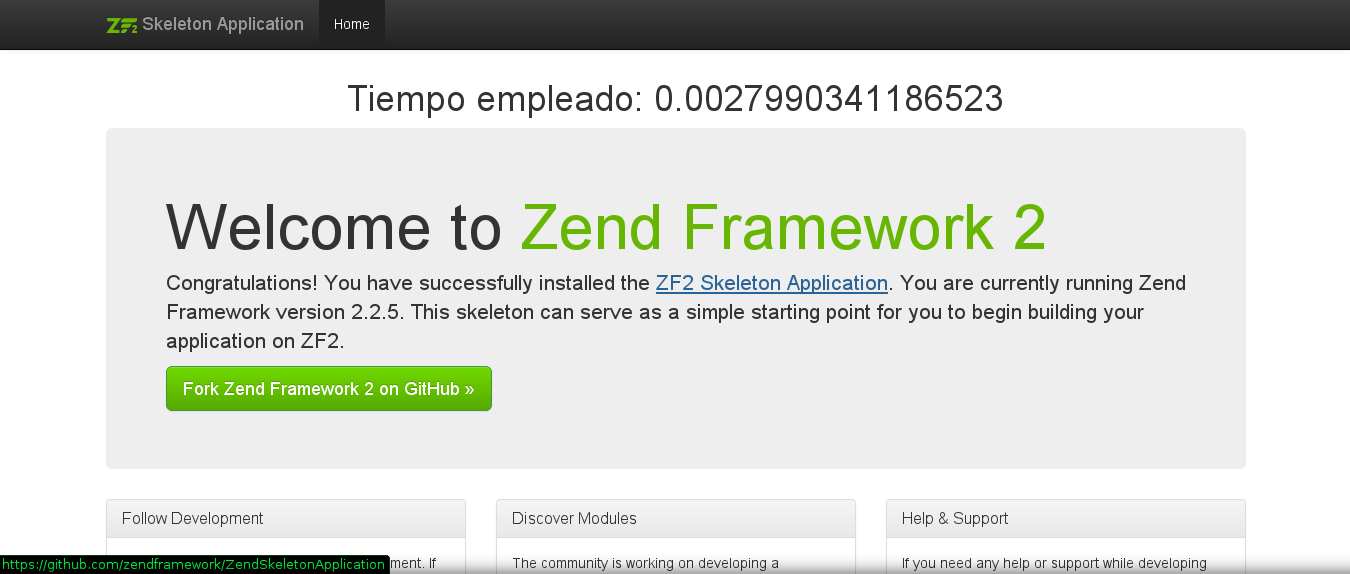 ZF2 Skeleton Application Home
Tiempo empleado: 0.0027990341186523
Welcome to Zend Framework 2
Congratulations! You have successfully installed the ZF2 Skeleton Application. You are currently running Zend
Framework version 2.2.5. This skeleton can serve as a simple starting point for you to begin building your
application on ZF2.
Fork Zend Framework 2 on GitHub »
Follow Development
Discover Modules
Help & Support
https://github.com/zendframework/ZendSkeletonApplication
ment. If
The community is working on developing a
If you need any help or support while developing